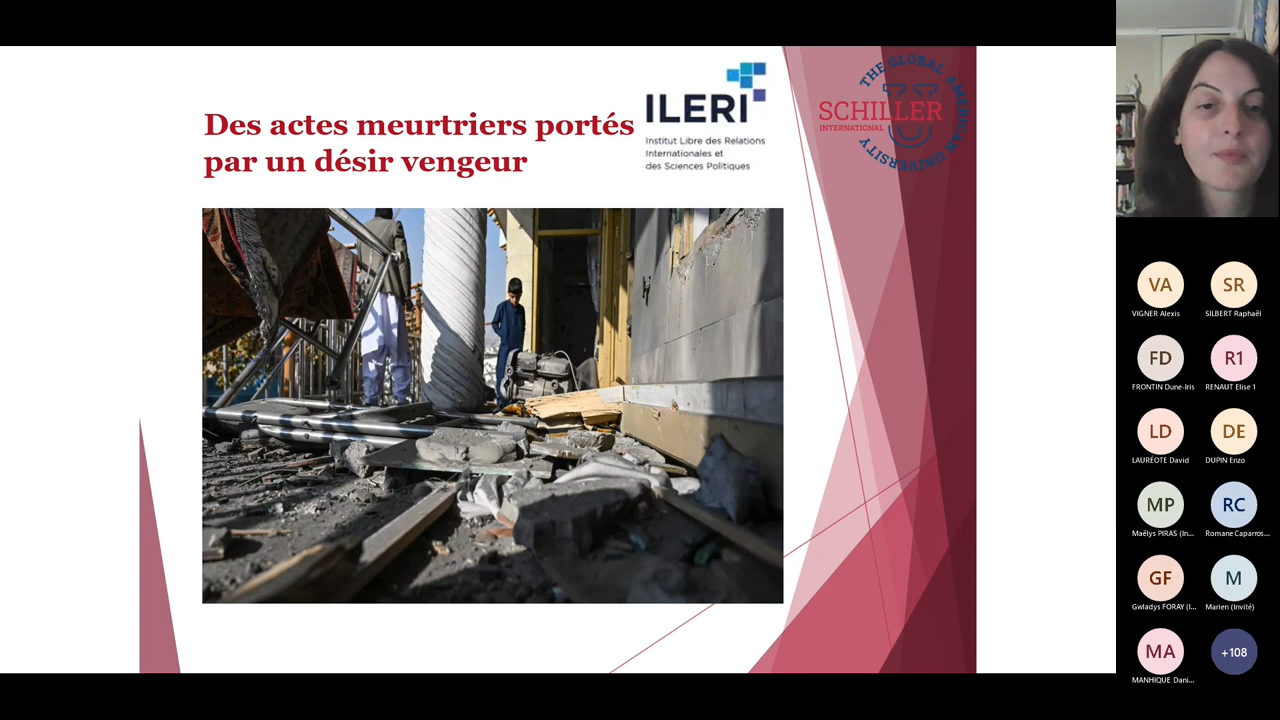 Des actes meurtriers portés
par un désir vengeur
ILERI
Institut Libre des Relations
Internationales et
des Sciences Politiques
THE GLOBAL AMERICAN UNIVERSITY
SCHILLER
INTERNATIONAL
U
VA
VIGNER Alexis
SR
SILBERT Raphaël
FD
FRONTIN Dune-Iris
R1
RENAUT Elise 1
LD
LAURÉOTE David
DE
DUPIN Enzo
MP
Maëlys PIRAS (In...
RC
Romane Caparros...
GF
Gwladys FORAY (I...
M
Marien (Invité)
MA
MANHIQUE Dani...
+108